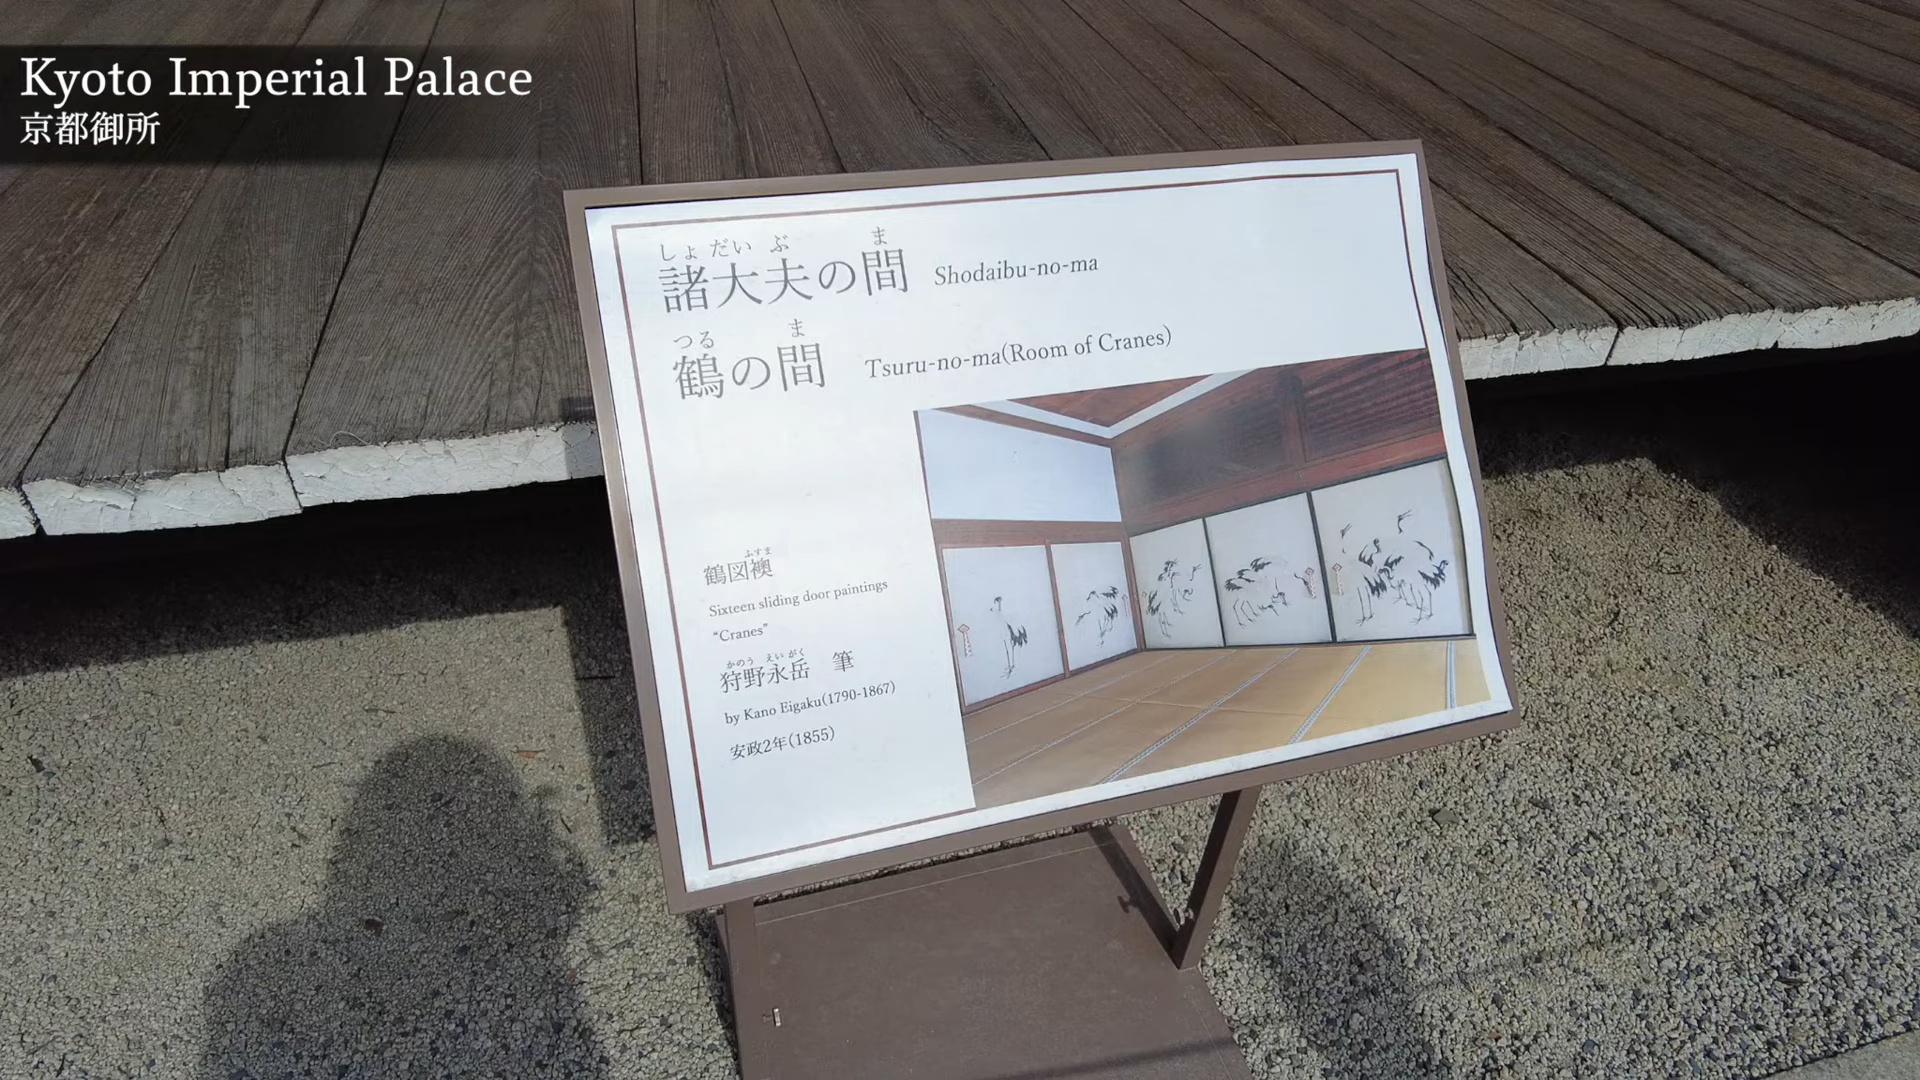 Kyoto Imperial Palace
京都御所
しょ だい ぶ ま
諸大夫の間 Shodaibu-no-ma
つる ま
鶴の間 Tsuru-no-ma(Room of Cranes)
ふすま
鶴図襖
Sixteen sliding door paintings
“Cranes”
かのう えい がく
狩野永岳 筆
by Kano Eigaku(1790-1867)
安政2年(1855)